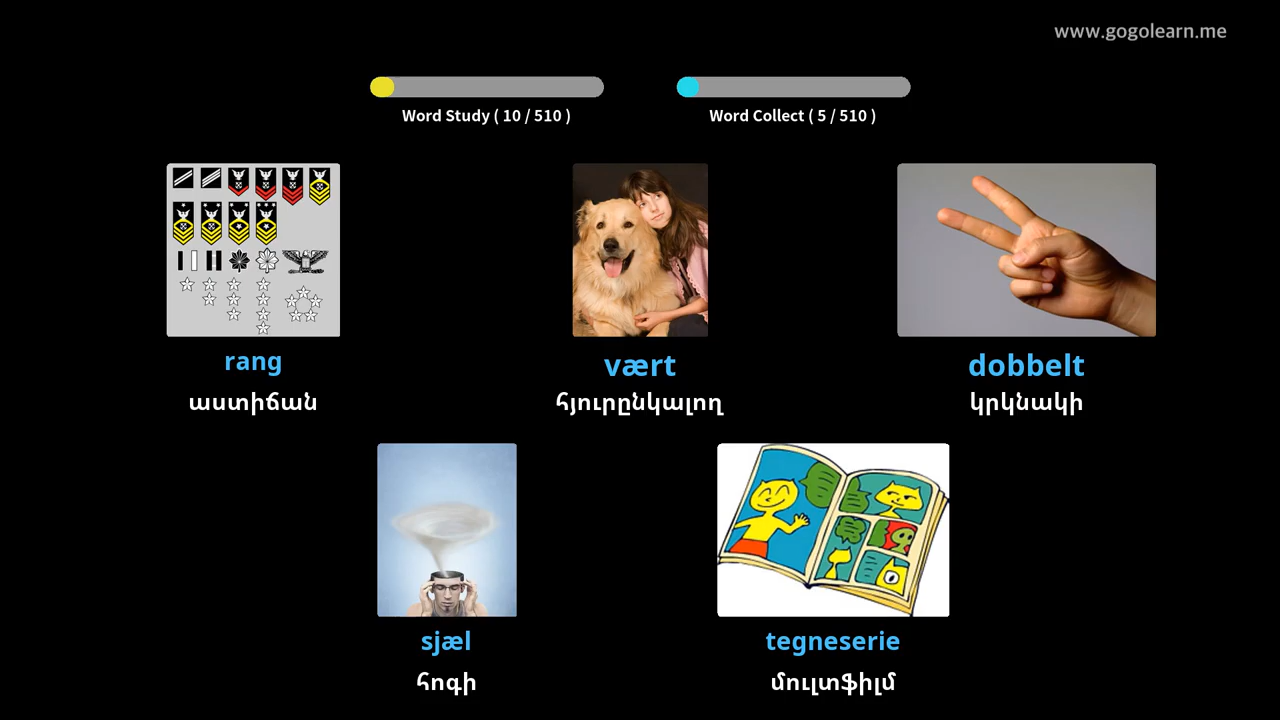 www.gogolearn.me
Word Study ( 10 / 510 )
Word Collect ( 5 / 510 )
rang
աստիճան
vært
հյուրընկալող
dobbelt
կրկնակի
sjæl
հոգի
tegneserie
մուլտֆիլմ